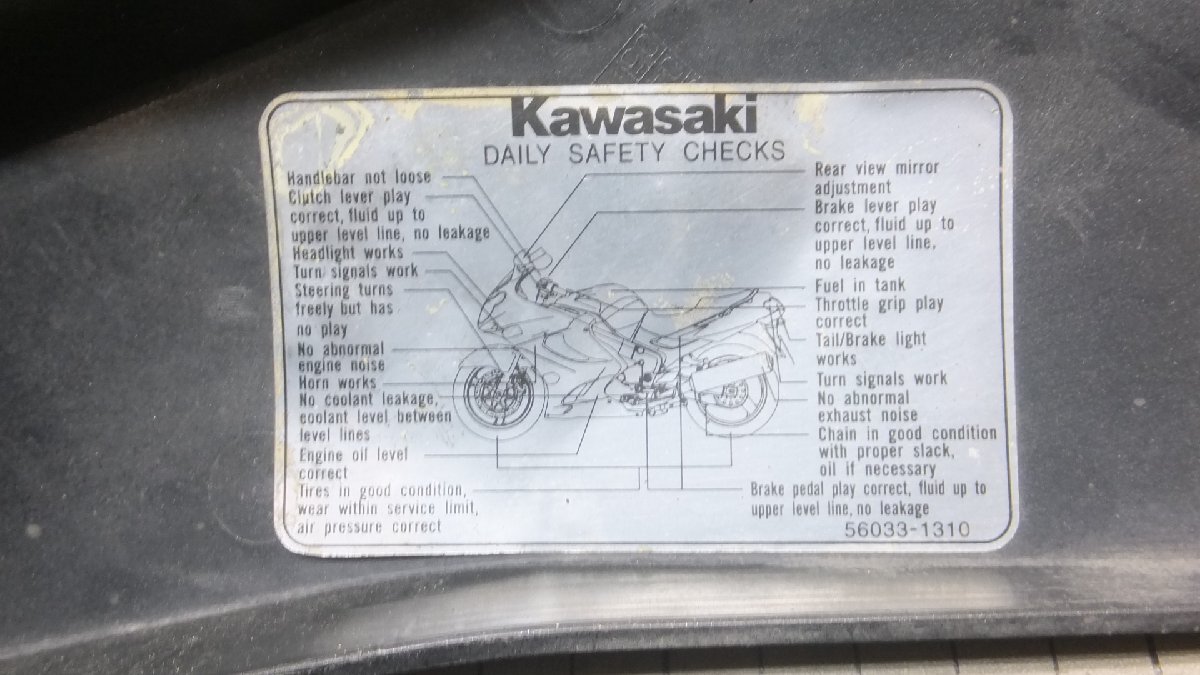 Kawasaki
DAILY SAFETY CHECKS
Handlebar not loose
Clutch lever play
correct, fluid up to
upper level line, no leakage
Headlight works
Turn signals work
Steering turns
freely but has
no play
No abnormal
engine noise
Horn works
No coolant leakage,
coolant level between
level lines
Engine oil level
correct
Tires in good condition,
wear within service limit,
air pressure correct
Rear view mirror
adjustment
Brake lever play
correct, fluid up to
upper level line,
no leakage
Fuel in tank
Throttle grip play
correct
Tail/Brake light
works
Turn signals work
No abnormal
exhaust noise
Chain in good condition
with proper slack,
oil if necessary
Brake pedal play correct, fluid up to
upper level line, no leakage
56033-1310